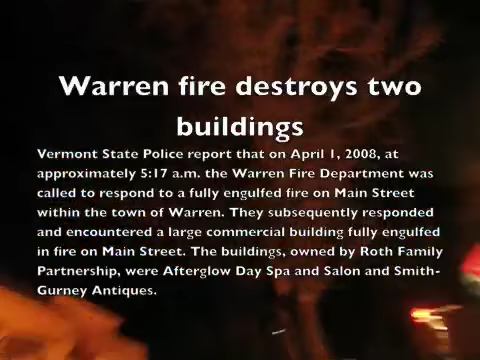 Warren fire destroys two
buildings
Vermont State Police report that on April 1, 2008, at
approximately 5:17 a.m. the Warren Fire Department was
called to respond to a fully engulfed fire on Main Street
within the town of Warren. They subsequently responded
and encountered a large commercial building fully engulfed
in fire on Main Street. The buildings, owned by Roth Family
Partnership, were Afterglow Day Spa and Salon and Smith-
Gurney Antiques.